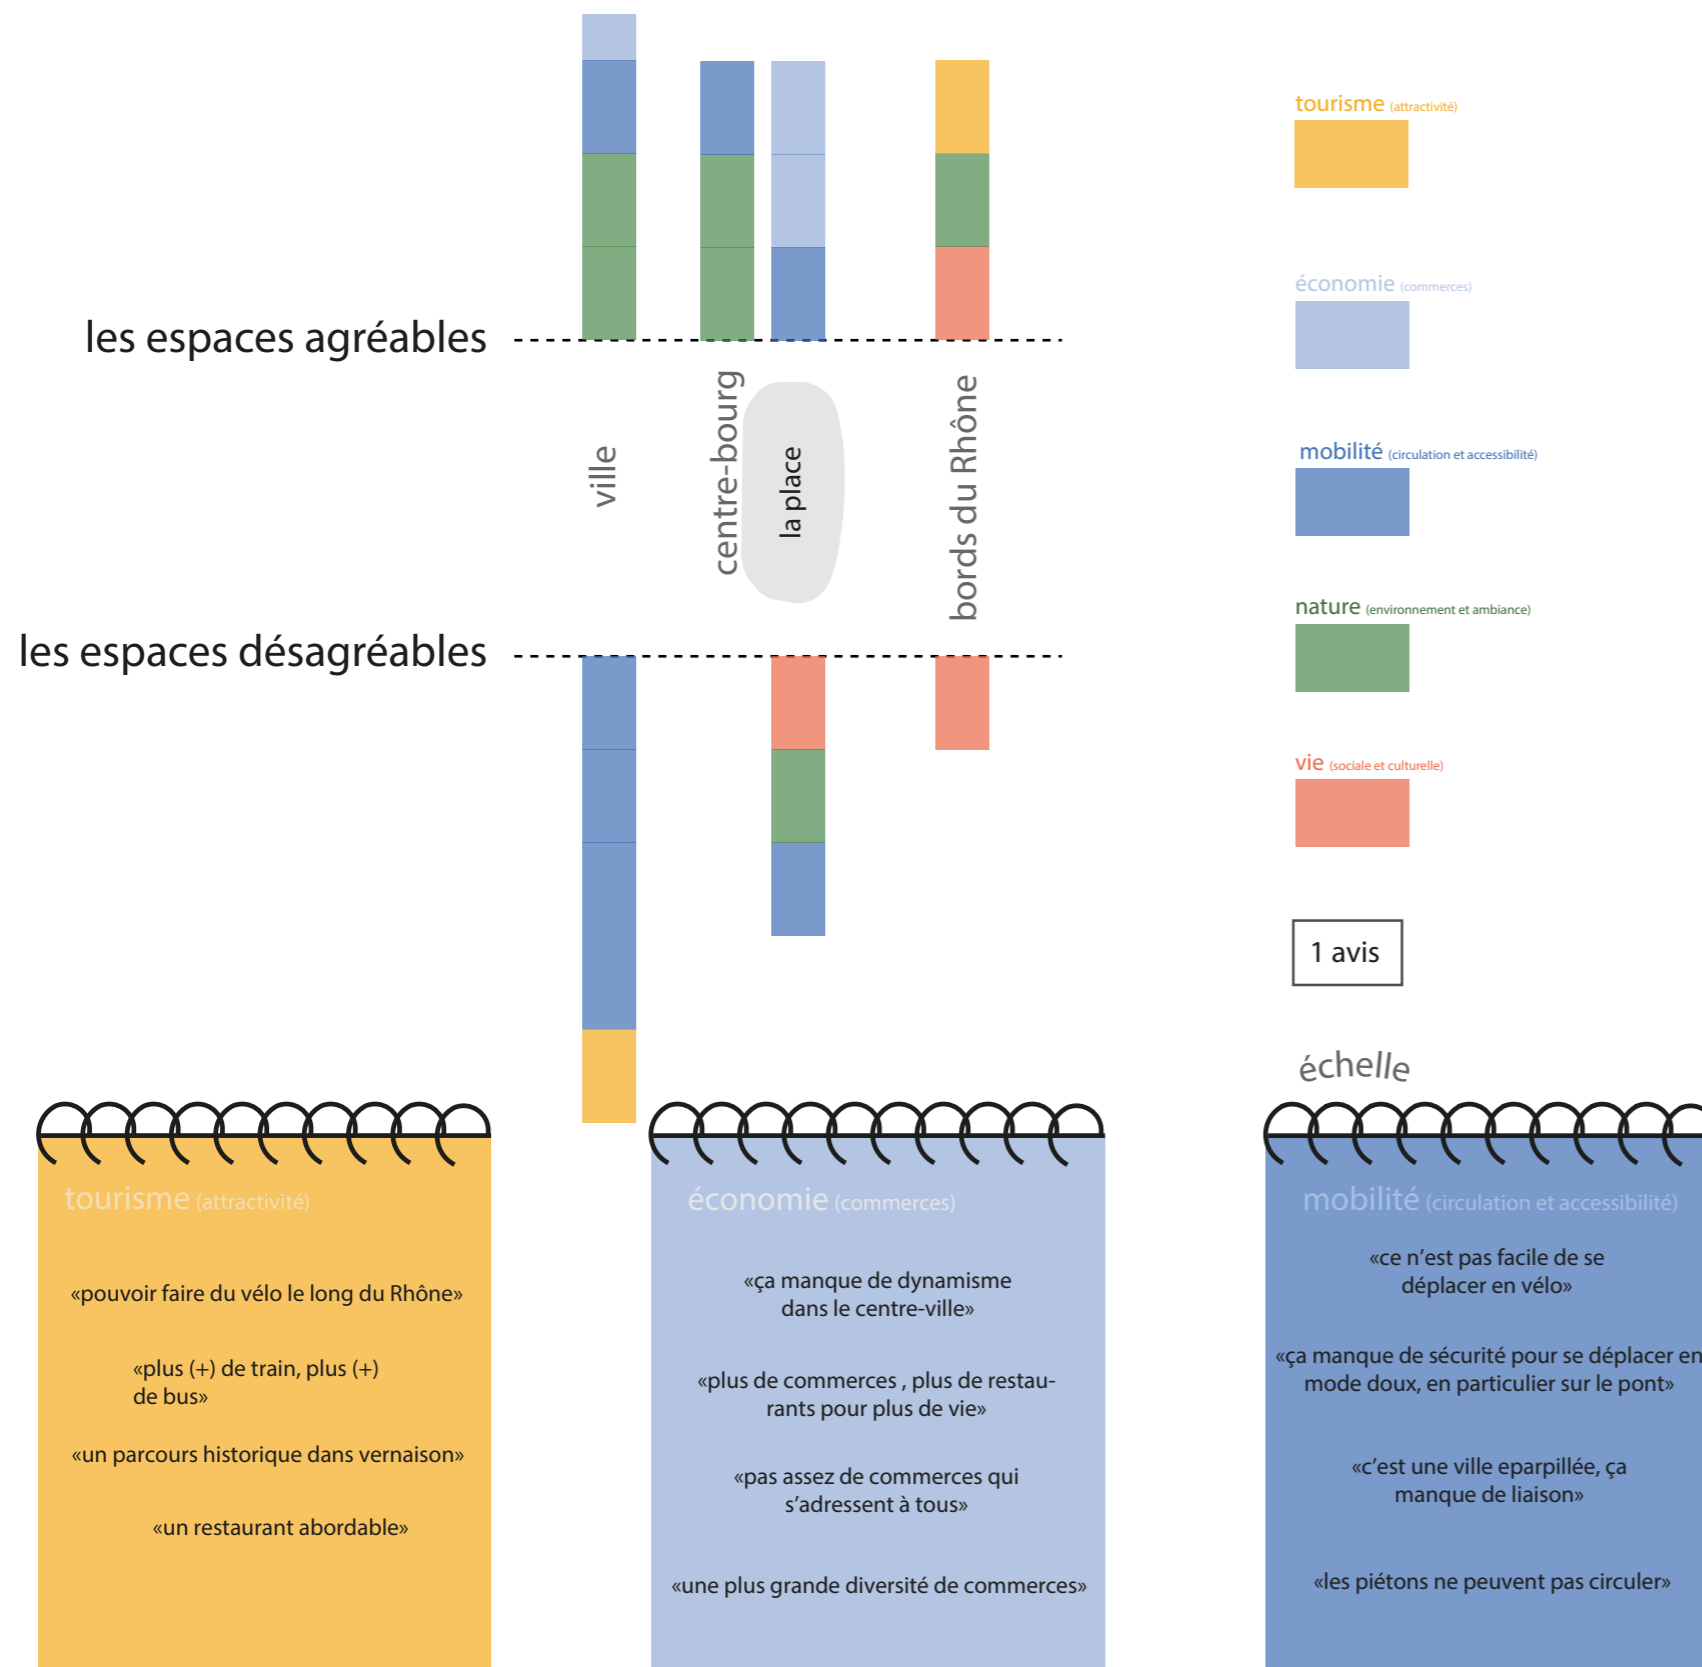 tourisme (attractivité)
économie (commerces)
les espaces agréables
ville
centre-bourg
la place
bords du Rhône
mobilité (circulation et accessibilité)
nature (environnement et ambiance)
les espaces désagréables
vie (sociale et culturelle)
1 avis
échelle
tourisme (attractivité)
«pouvoir faire du vélo le long du Rhône»
«plus (+) de train, plus (+)
de bus»
«un parcours historique dans vernaison»
«un restaurant abordable»
économie (commerces)
«ça manque de dynamisme
dans le centre-ville»
«plus de commerces , plus de restau-
rants pour plus de vie»
«pas assez de commerces qui
s'adressent à tous»
«une plus grande diversité de commerces»
mobilité (circulation et accessibilité)
«ce n'est pas facile de se
déplacer en vélo»
«ça manque de sécurité pour se déplacer en
mode doux, en particulier sur le pont»
«c'est une ville eparpillée, ça
manque de liaison»
«les piétons ne peuvent pas circuler»